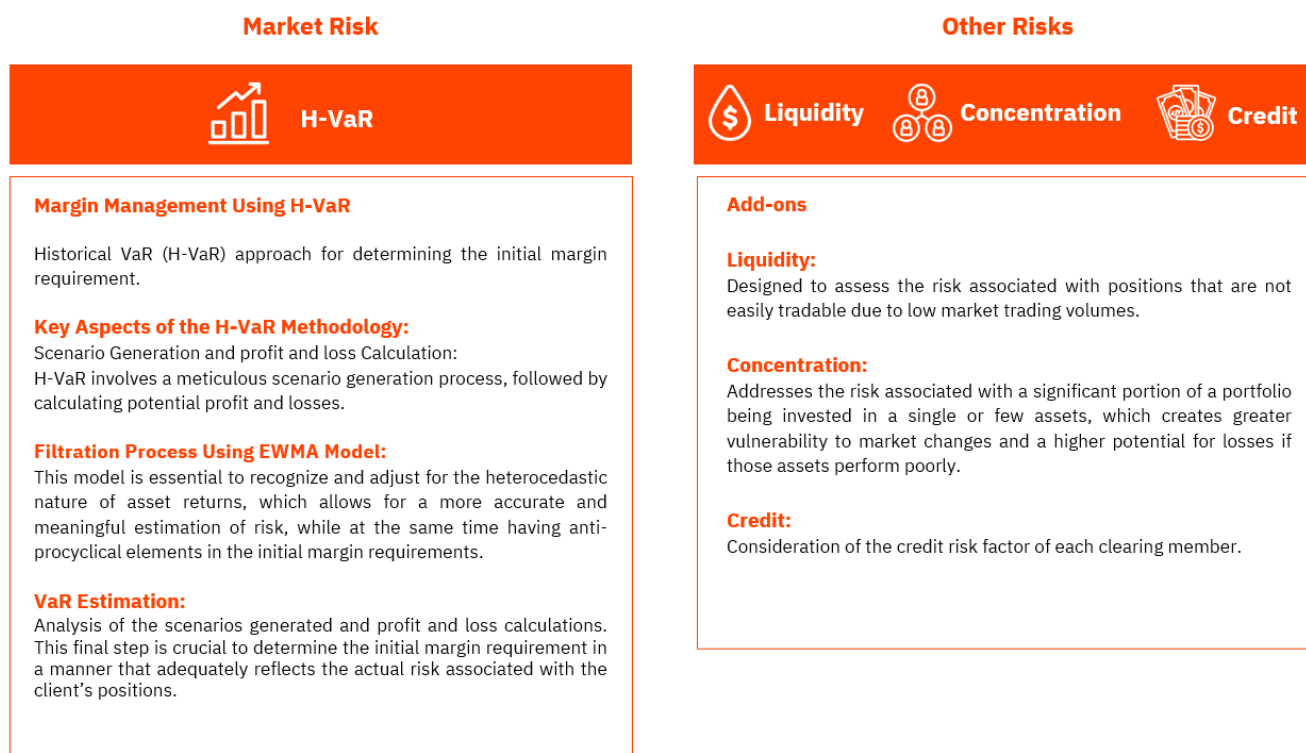 Market Risk
H-VaR
Margin Management Using H-VaR
Historical VaR (H-VaR) approach for determining the initial margin
requirement.
Key Aspects of the H-VaR Methodology:
Scenario Generation and profit and loss Calculation:
H-VaR involves a meticulous scenario generation process, followed by
calculating potential profit and losses.
Filtration Process Using EWMA Model:
This model is essential to recognize and adjust for the heterocedastic
nature of asset returns, which allows for a more accurate and
meaningful estimation of risk, while at the same time having anti-
procyclical elements in the initial margin requirements.
VaR Estimation:
Analysis of the scenarios generated and profit and loss calculations.
This final step is crucial to determine the initial margin requirement in
a manner that adequately reflects the actual risk associated with the
client's positions.
Other Risks
$ Liquidity
Concentration
Credit
Add-ons
Liquidity:
Designed to assess the risk associated with positions that are not
easily tradable due to low market trading volumes.
Concentration:
Addresses the risk associated with a significant portion of a portfolio
being invested in a single or few assets, which creates greater
vulnerability to market changes and a higher potential for losses if
those assets perform poorly.
Credit:
Consideration of the credit risk factor of each clearing member.